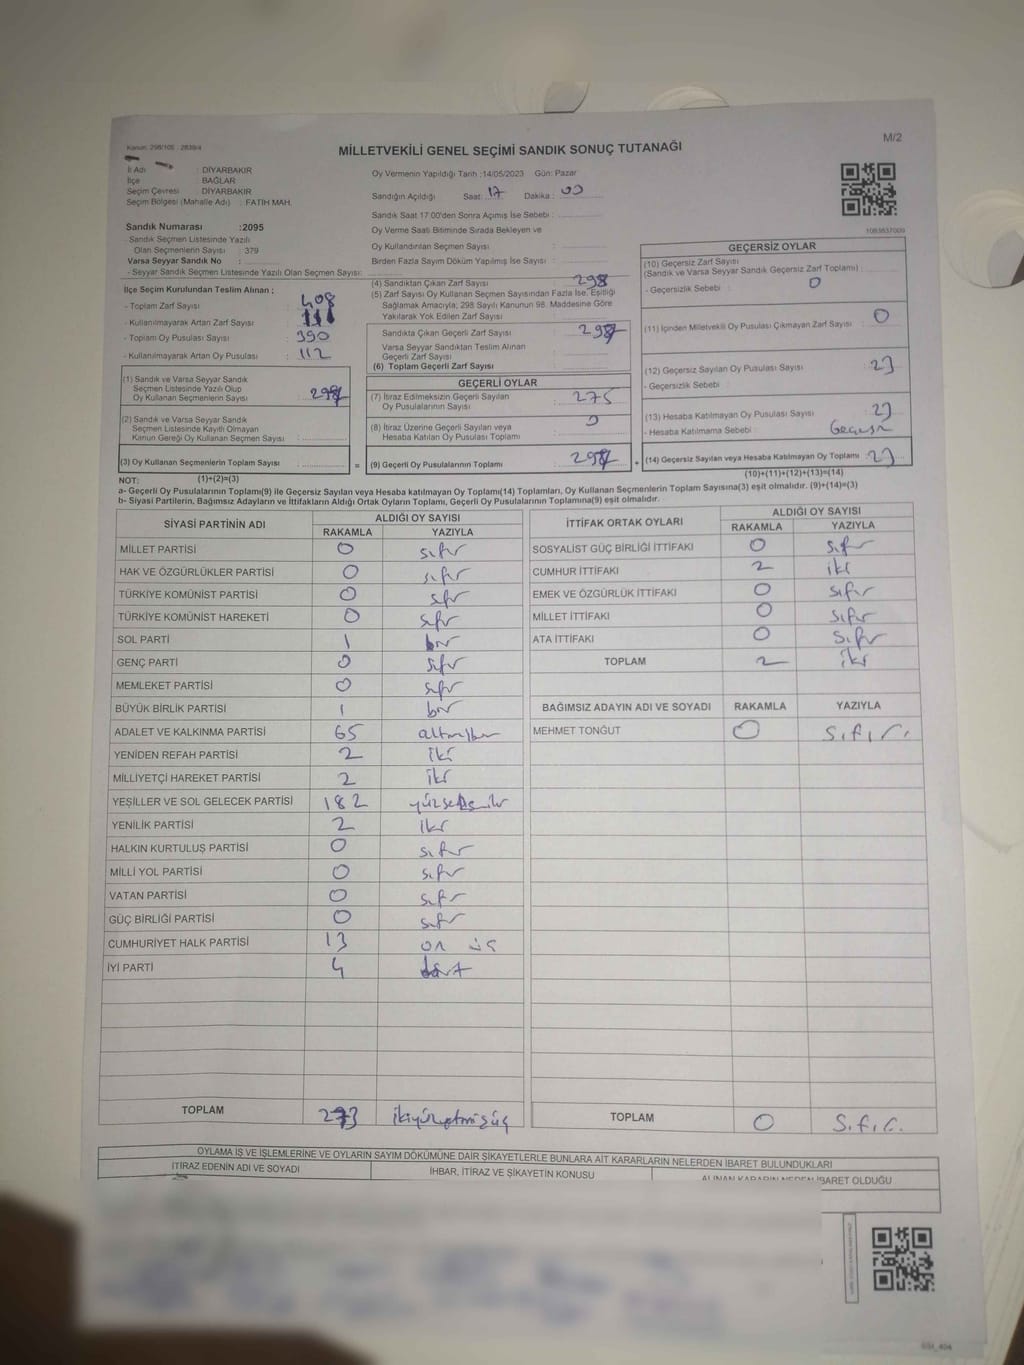 Kanun: 298/105 : 2839/4
M/2
MİLLETVEKİLİ GENEL SEÇİMİ SANDIK SONUÇ TUTANAĞI
İl Adı : DİYARBAKIR
İlçe BAĞLAR
Seçim Çevresi DİYARBAKIR
Seçim Bölgesi (Mahalle Adı) : FATİH MAH.
Sandık Numarası :2095
Sandık Seçmen Listesinde Yazılı
Olan Seçmenlerin Sayısı : 379
Varsa Seyyar Sandık No :
- Seyyar Sandık Seçmen Listesinde Yazılı Olan Seçmen Sayısı:
Oy Vermenin Yapıldığı Tarih :14/05/2023 Gün: Pazar
Sandığın Açıldığı Saat: 17 Dakika : 00
Sandık Saat 17:00'den Sonra Açımış İse Sebebi :
Oy Verme Saati Bitiminde Sırada Bekleyen ve
Oy Kullandırılan Seçmen Sayısı :
Birden Fazla Sayım Döküm Yapılmış İse Sayısı :
1083637009
İlçe Seçim Kurulundan Teslim Alınan ;
- Toplam Zarf Sayısı : 408
- Kullanılmayarak Artan Zarf Sayısı : 111
- Toplam Oy Pusulası Sayısı : 390
- Kullanılmayarak Artan Oy Pusulası : 112
(1) Sandık ve Varsa Seyyar Sandık
Seçmen Listesinde Yazılı Olup
Oy Kullanan Seçmenlerin Sayısı :
(2) Sandık ve Varsa Seyyar Sandık
Seçmen Listesinde Kayıtlı Olmayan
Kanun Gereği Oy Kullanan Seçmen Sayısı :
(3) Oy Kullanan Seçmenlerin Toplam Sayısı =
(4) Sandıktan Çıkan Zarf Sayısı : 298
(5) Zarf Sayısı Oy Kullanan Seçmen Sayısından Fazla İse, Eşitliği
Sağlamak Amacıyla; 298 Sayılı Kanunun 98. Maddesine Göre
Yakılarak Yok Edilen Zarf Sayısı :
Sandıkta Çıkan Geçerli Zarf Sayısı :
Varsa Seyyar Sandıktan Teslim Alınan
Geçerli Zarf Sayısı :
(6) Toplam Geçerli Zarf Sayısı :
GEÇERLİ OYLAR
(7) İtiraz Edilmeksizin Geçerli Sayılan
Oy Pusulalarının Sayısı : 275
(8) İtiraz Üzerine Geçerli Sayılan veya
Hesaba Katılan Oy Pusulası Toplamı : 0
(9) Geçerli Oy Pusulalarının Toplamı : +
GEÇERSİZ OYLAR
(10) Geçersiz Zarf Sayısı
(Sandık ve Varsa Seyyar Sandık Geçersiz Zarf Toplamı) :
- Geçersizlik Sebebi : 0
(11) İçinden Milletvekili Oy Pusulası Çıkmayan Zarf Sayısı : 0
(12) Geçersiz Sayılan Oy Pusulası Sayısı : 23
- Geçersizlik Sebebi :
(13) Hesaba Katılmayan Oy Pusulası Sayısı : 23
- Hesaba Katılmama Sebebi :
(14) Geçersiz Sayılan veya Hesaba Katılmayan Oy Toplamı : 23
NOT: (1)+(2)=(3) (10)+(11)+(12)+(13)=(14)
a- Geçerli Oy Pusulalarının Toplamı(9) ile Geçersiz Sayılan veya Hesaba katılmayan Oy Toplamı(14) Toplamları, Oy Kullanan Seçmenlerin Toplam Sayısına(3) eşit olmalıdır. (9)+(14)=(3)
b- Siyasi Partilerin, Bağımsız Adayların ve İttifakların Aldığı Ortak Oyların Toplamı, Geçerli Oy Pusulalarının Toplamına(9) eşit olmalıdır.
SİYASİ PARTİNİN ADI ALDIĞI OY SAYISI
RAKAMLA YAZIYLA
MİLLET PARTİSİ 0 sıfır
HAK VE ÖZGÜRLÜKLER PARTİSİ 0 sıfır
TÜRKİYE KOMÜNİST PARTİSİ 0 sıfır
TÜRKİYE KOMÜNİST HAREKETİ 0 sıfır
SOL PARTİ 1 bir
GENÇ PARTİ 0 sıfır
MEMLEKET PARTİSİ 0 sıfır
BÜYÜK BİRLİK PARTİSİ 1 bir
ADALET VE KALKINMA PARTİSİ 65 altmışbeş
YENİDEN REFAH PARTİSİ 2 iki
MİLLİYETÇİ HAREKET PARTİSİ 2 iki
YEŞİLLER VE SOL GELECEK PARTİSİ 182 yüzsekseniki
YENİLİK PARTİSİ 2 iki
HALKIN KURTULUŞ PARTİSİ 0 sıfır
MİLLİ YOL PARTİSİ 0 sıfır
VATAN PARTİSİ 0 sıfır
GÜÇ BİRLİĞİ PARTİSİ 0 sıfır
CUMHURİYET HALK PARTİSİ 13 on üç
İYİ PARTİ 4 dört
TOPLAM 273 ikiyüzyetmişüç
İTTİFAK ORTAK OYLARI ALDIĞI OY SAYISI
RAKAMLA YAZIYLA
SOSYALİST GÜÇ BİRLİĞİ İTTİFAKI 0 sıfır
CUMHUR İTTİFAKI 2 iki
EMEK VE ÖZGÜRLÜK İTTİFAKI 0 sıfır
MİLLET İTTİFAKI 0 sıfır
ATA İTTİFAKI 0 sıfır
TOPLAM 2 iki
BAĞIMSIZ ADAYIN ADI VE SOYADI RAKAMLA YAZIYLA
MEHMET TONĞUT 0 sıfır
TOPLAM 0 sıfır
OYLAMA İŞ VE İŞLEMLERİNE VE OYLARIN SAYIM DÖKÜMÜNE DAİR ŞİKAYETLERLE BUNLARA AİT KARARLARIN NELERDEN İBARET BULUNDUKLARI
İTİRAZ EDENİN ADI VE SOYADI İHBAR, İTİRAZ VE ŞİKAYETİN KONUSU ALINAN KARARIN NEDEN İBARET OLDUĞU